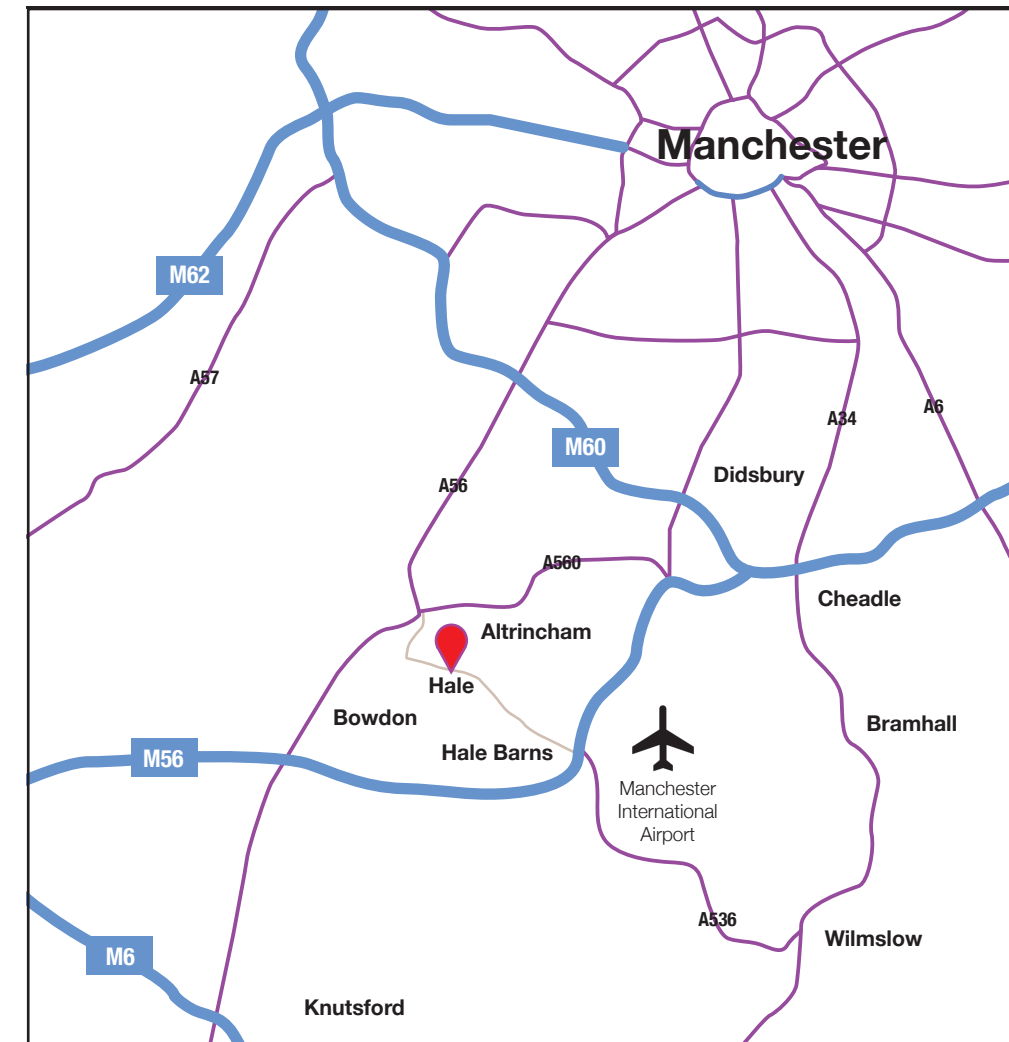 Manchester
M62
A57
A34
A6
M60
Didsbury
A56
A560
Cheadle
Altrincham
Hale
Bowdon
Bramhall
Hale Barns
M56
Manchester
International
Airport
A536
Wilmslow
M6
Knutsford